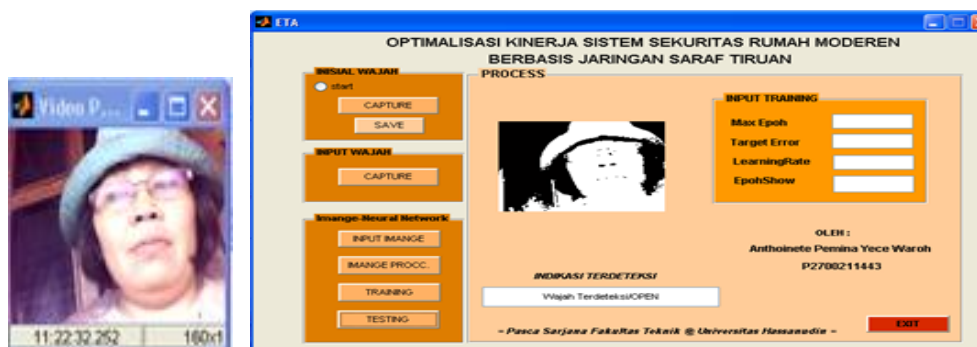 Video P...
11:22:32.252
160x1
ETA
OPTIMALISASI KINERJA SISTEM SEKURITAS RUMAH MODEREN
BERBASIS JARINGAN SARAF TIRUAN
INISIAL WAJAH
start
CAPTURE
SAVE
INPUT WAJAH
CAPTURE
Imange-Neural Network
INPUT IMANGE
IMANGE PROCC.
TRAINING
TESTING
PROCESS
INPUT TRAINING
Max Epoh
Target Error
LearningRate
EpohShow
OLEH :
Anthoinete Pemina Yece Waroh
P2700211443
INDIKASI TERDETEKSI
Wajah Terdeteksi/OPEN
- Pasca Sarjana Fakultas Teknik @ Universitas Hasanudin -
EXIT